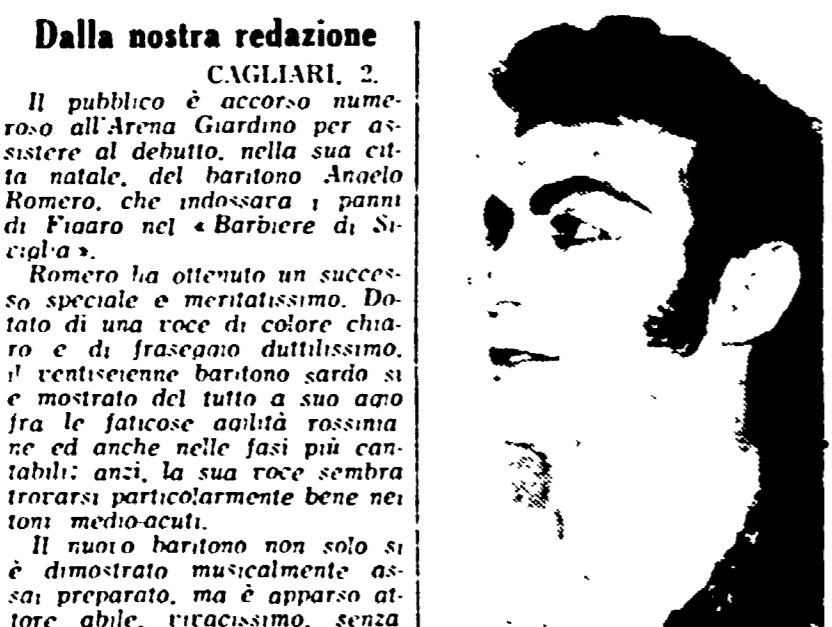 Dalla nostra redazione
CAGLIARI, 2.
Il pubblico è accorso nume-
roso all'Arena Giardino per as-
sistere al debutto, nella sua cit-
tà natale, del baritono Angelo
Romero, che indossava i panni
di Figaro nel « Barbiere di Si-
viglia ».
Romero ha ottenuto un succes-
so speciale e meritatissimo. Do-
tato di una voce di colore chia-
ro e di fraseggio duttilissimo,
il ventiseienne baritono sardo si
è mostrato del tutto a suo agio
fra le faticose agilità rossinia
ne ed anche nelle fasi più can-
tabili; anzi, la sua voce sembra
trovarsi particolarmente bene nei
toni medio-acuti.
Il nuovo baritono non solo si
è dimostrato musicalmente as-
sai preparato, ma è apparso at-
tore abile, vivacissimo, senza